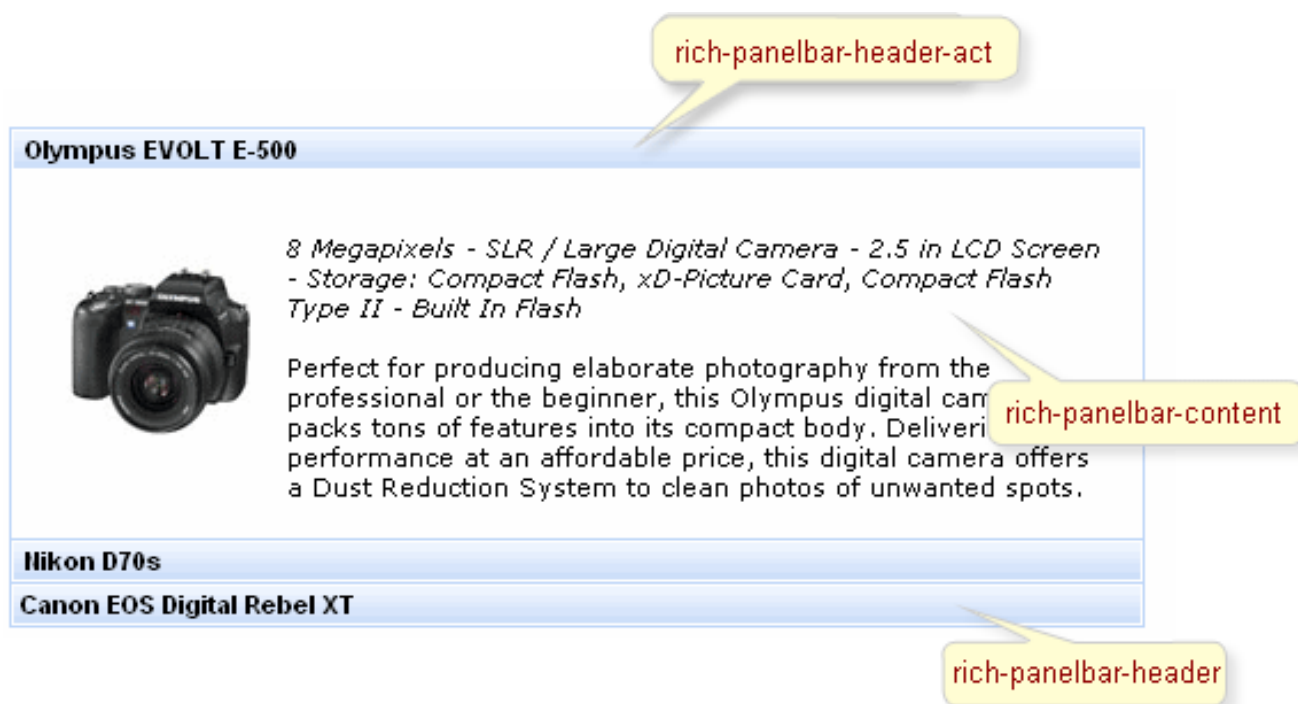 rich-panelbar-header-act
Olympus EVOLT E-500
8 Megapixels - SLR / Large Digital Camera - 2.5 in LCD Screen
- Storage: Compact Flash, xD-Picture Card, Compact Flash
Type II - Built In Flash
Perfect for producing elaborate photography from the
professional or the beginner, this Olympus digital
packs tons of features into its compact body.
performance at an affordable price, this digital camera offers
a Dust Reduction System to clean photos of unwanted spots.
rich-panelbar-content
Nikon D70s
Canon EOS Digital Rebel XT
rich-panelbar-header